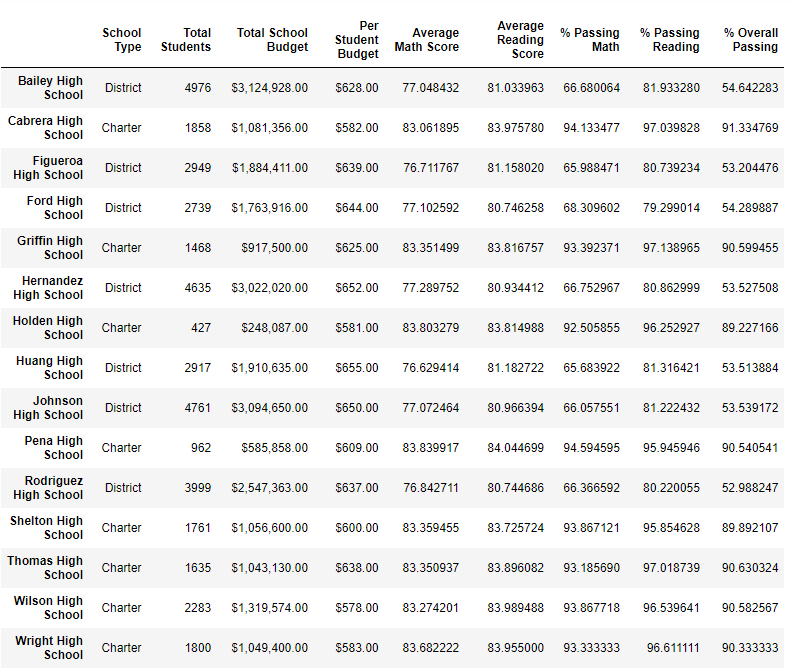 School Type Total Students Total School Budget Per Student Budget Average Math Score Average Reading Score % Passing Math % Passing Reading % Overall Passing
Bailey High School District 4976 $3,124,928.00 $628.00 77.048432 81.033963 66.680064 81.933280 54.642283
Cabrera High School Charter 1858 $1,081,356.00 $582.00 83.061895 83.975780 94.133477 97.039828 91.334769
Figueroa High School District 2949 $1,884,411.00 $639.00 76.711767 81.158020 65.988471 80.739234 53.204476
Ford High School District 2739 $1,763,916.00 $644.00 77.102592 80.746258 68.309602 79.299014 54.289887
Griffin High School Charter 1468 $917,500.00 $625.00 83.351499 83.816757 93.392371 97.138965 90.599455
Hernandez High School District 4635 $3,022,020.00 $652.00 77.289752 80.934412 66.752967 80.862999 53.527508
Holden High School Charter 427 $248,087.00 $581.00 83.803279 83.814988 92.505855 96.252927 89.227166
Huang High School District 2917 $1,910,635.00 $655.00 76.629414 81.182722 65.683922 81.316421 53.513884
Johnson High School District 4761 $3,094,650.00 $650.00 77.072464 80.966394 66.057551 81.222432 53.539172
Pena High School Charter 962 $585,858.00 $609.00 83.839917 84.044699 94.594595 95.945946 90.540541
Rodriguez High School District 3999 $2,547,363.00 $637.00 76.842711 80.744686 66.366592 80.220055 52.988247
Shelton High School Charter 1761 $1,056,600.00 $600.00 83.359455 83.725724 93.867121 95.854628 89.892107
Thomas High School Charter 1635 $1,043,130.00 $638.00 83.350937 83.896082 93.185690 97.018739 90.630324
Wilson High School Charter 2283 $1,319,574.00 $578.00 83.274201 83.989488 93.867718 96.539641 90.582567
Wright High School Charter 1800 $1,049,400.00 $583.00 83.682222 83.955000 93.333333 96.611111 90.333333